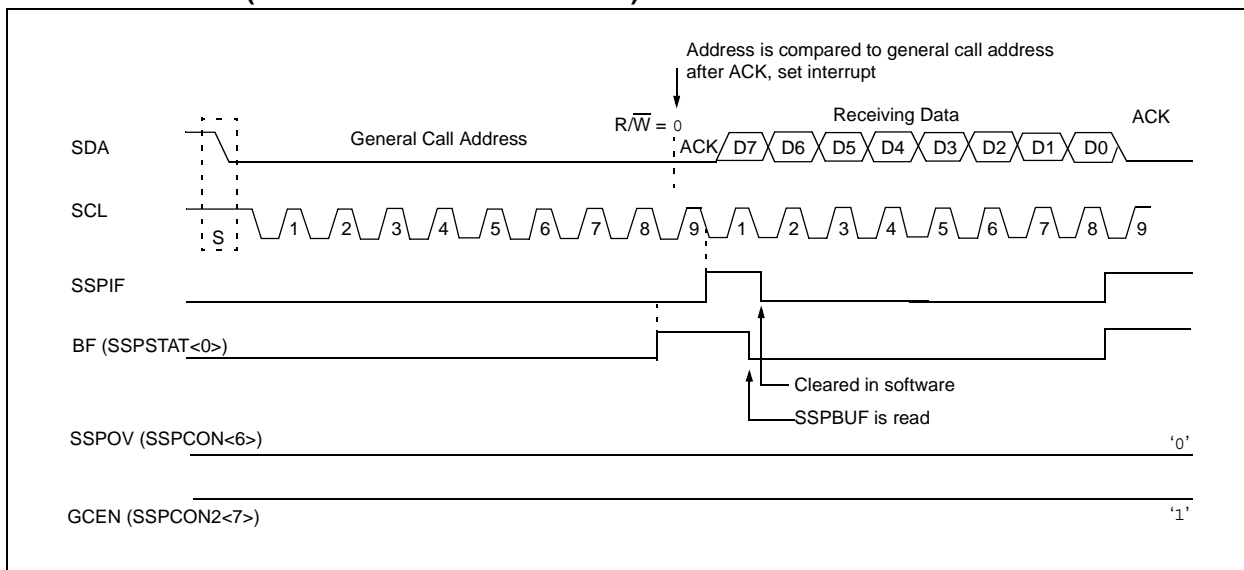 Address is compared to general call address
after ACK, set interrupt
R/W = 0
Receiving Data
ACK
SDA
General Call Address
ACK
D7 D6 D5 D4 D3 D2 D1 D0
SCL
S
1 2 3 4 5 6 7 8 9 1 2 3 4 5 6 7 8 9
SSPIF
BF (SSPSTAT<0>)
Cleared in software
SSPBUF is read
SSPOV (SSPCON<6>)
‘0’
GCEN (SSPCON2<7>)
‘1’